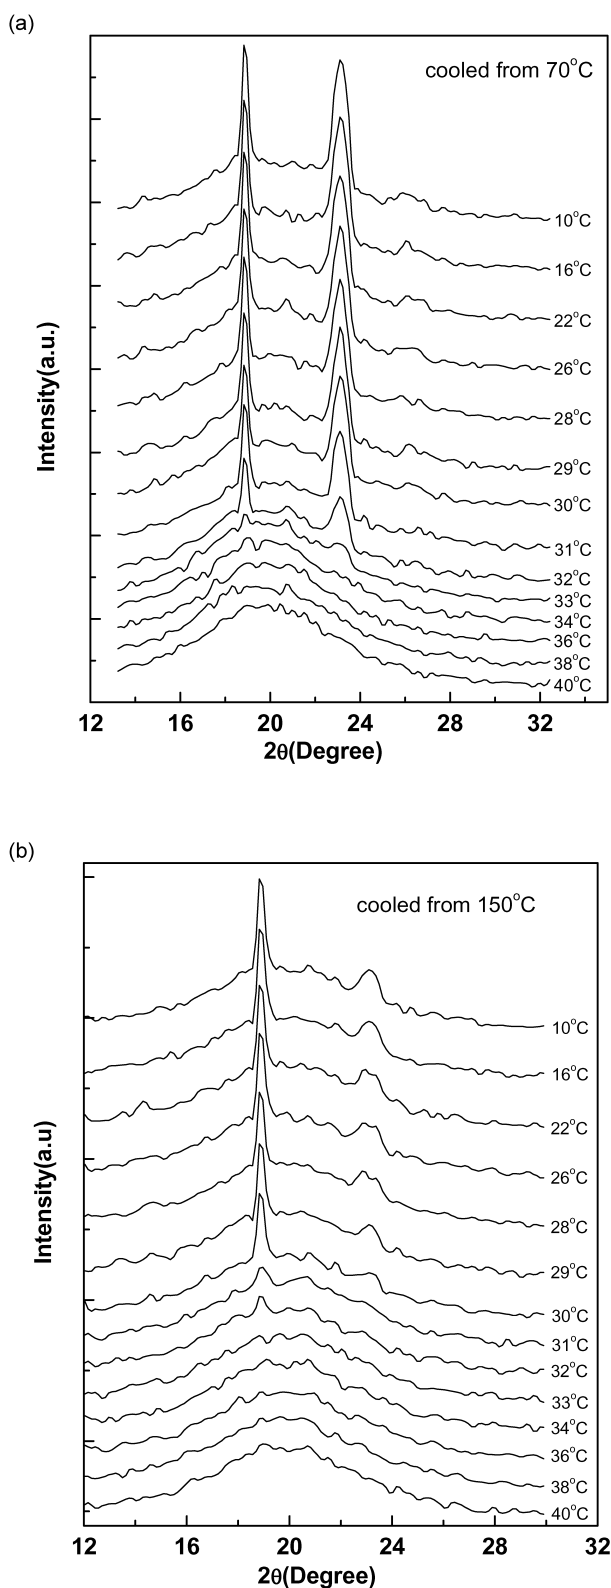 (a)
cooled from 70°C
10°C
16°C
22°C
26°C
28°C
29°C
30°C
31°C
32°C
33°C
34°C
36°C
38°C
40°C
Intensity(a.u.)
12 16 20 24 28 32
2θ(Degree)
(b)
cooled from 150°C
10°C
16°C
22°C
26°C
28°C
29°C
30°C
31°C
32°C
33°C
34°C
36°C
38°C
40°C
Intensity(a.u)
12 16 20 24 28 32
2θ(Degree)